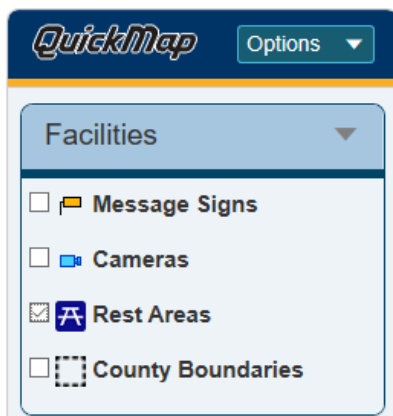 QuickMap Options
Facilities
Message Signs
Cameras
Rest Areas
County Boundaries